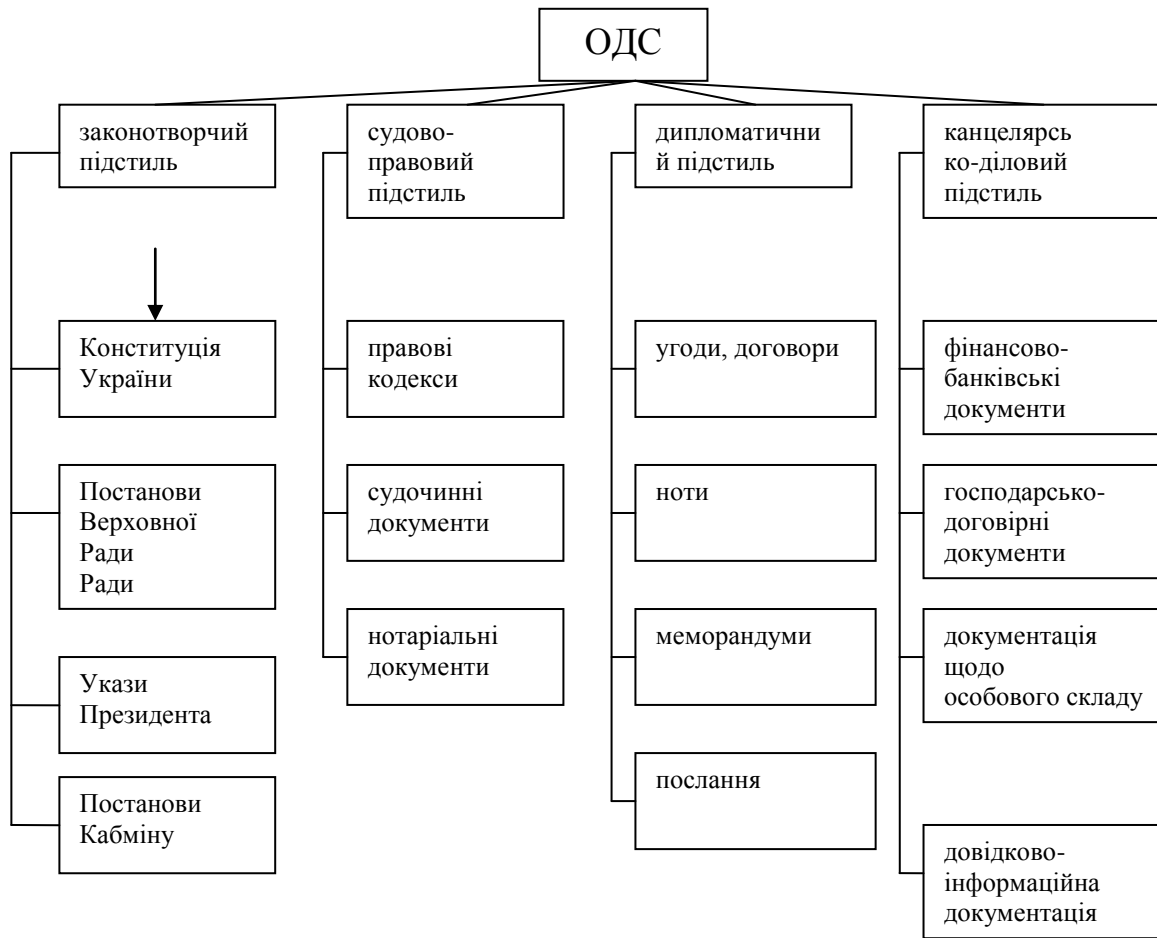 ОДС
законотворчий
підстиль
судово-
правовий
підстиль
дипломатични
й підстиль
канцелярсь
ко-діловий
підстиль
Конституція
України
Постанови
Верховної
Ради
Ради
Укази
Президента
Постанови
Кабміну
правові
кодекси
судочинні
документи
нотаріальні
документи
угоди, договори
ноти
меморандуми
послання
фінансово-
банківські
документи
господарсько-
договірні
документи
документація
щодо
особового складу
довідково-
інформаційна
документація